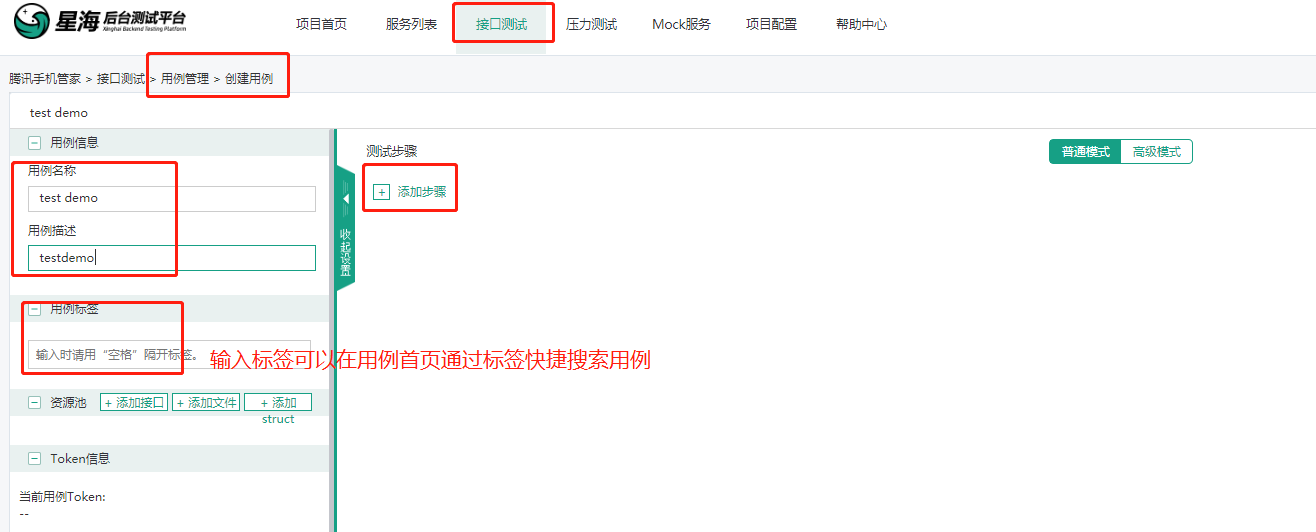 星海 后台测试平台
Xinghai Backend Testing Platform
项目首页 服务列表 接口测试 压力测试 Mock服务 项目配置 帮助中心
腾讯手机管家 > 接口测试 > 用例管理 > 创建用例
test demo
用例信息
用例名称
test demo
用例描述
testdemo
用例标签
输入时请用“空格”隔开标签。
输入标签可以在用例首页通过标签快捷搜索用例
资源池 + 添加接口 + 添加文件 + 添加
struct
Token信息
当前用例Token:
--
收起设置
测试步骤
普通模式 高级模式
+ 添加步骤